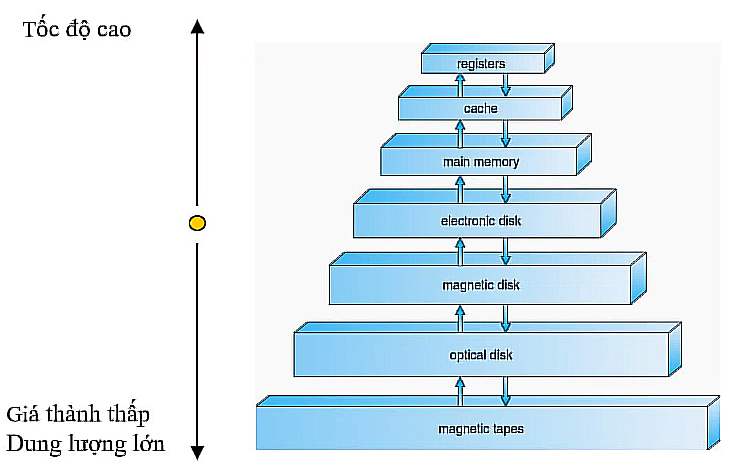 Tốc độ cao
registers
cache
main memory
electronic disk
magnetic disk
optical disk
magnetic tapes
Giá thành thấp
Dung lượng lớn